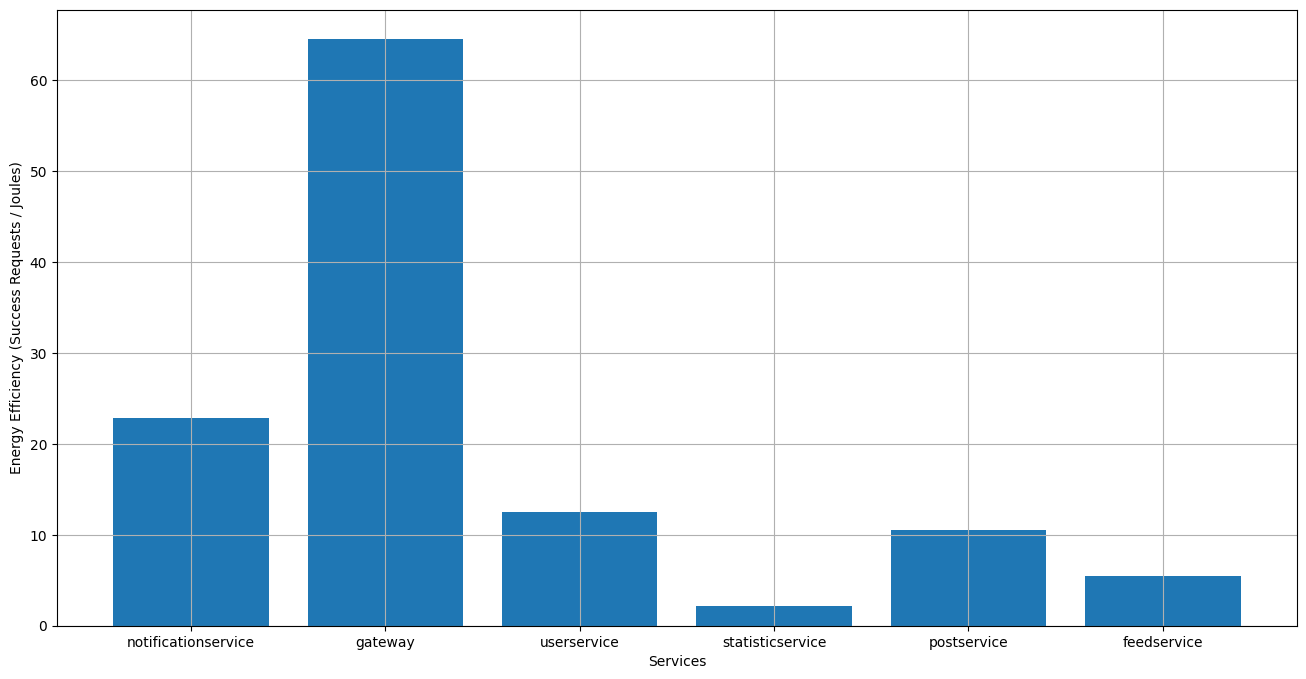 Energy Efficiency (Success Requests / Joules)
60
50
40
30
20
10
0
notificationservice gateway userservice statisticservice postservice feedservice
Services